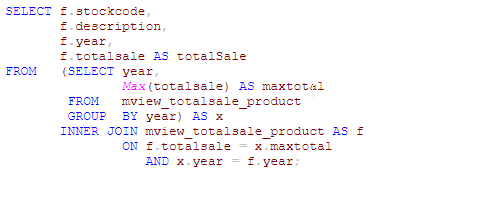 SELECT f.stockcode,
f.description,
f.year,
f.totalsale AS totalSale
FROM (SELECT year,
Max(totalsale) AS maxtotal
FROM mview_totalsale_product
GROUP BY year) AS x
INNER JOIN mview_totalsale_product AS f
ON f.totalsale = x.maxtotal
AND x.year = f.year;